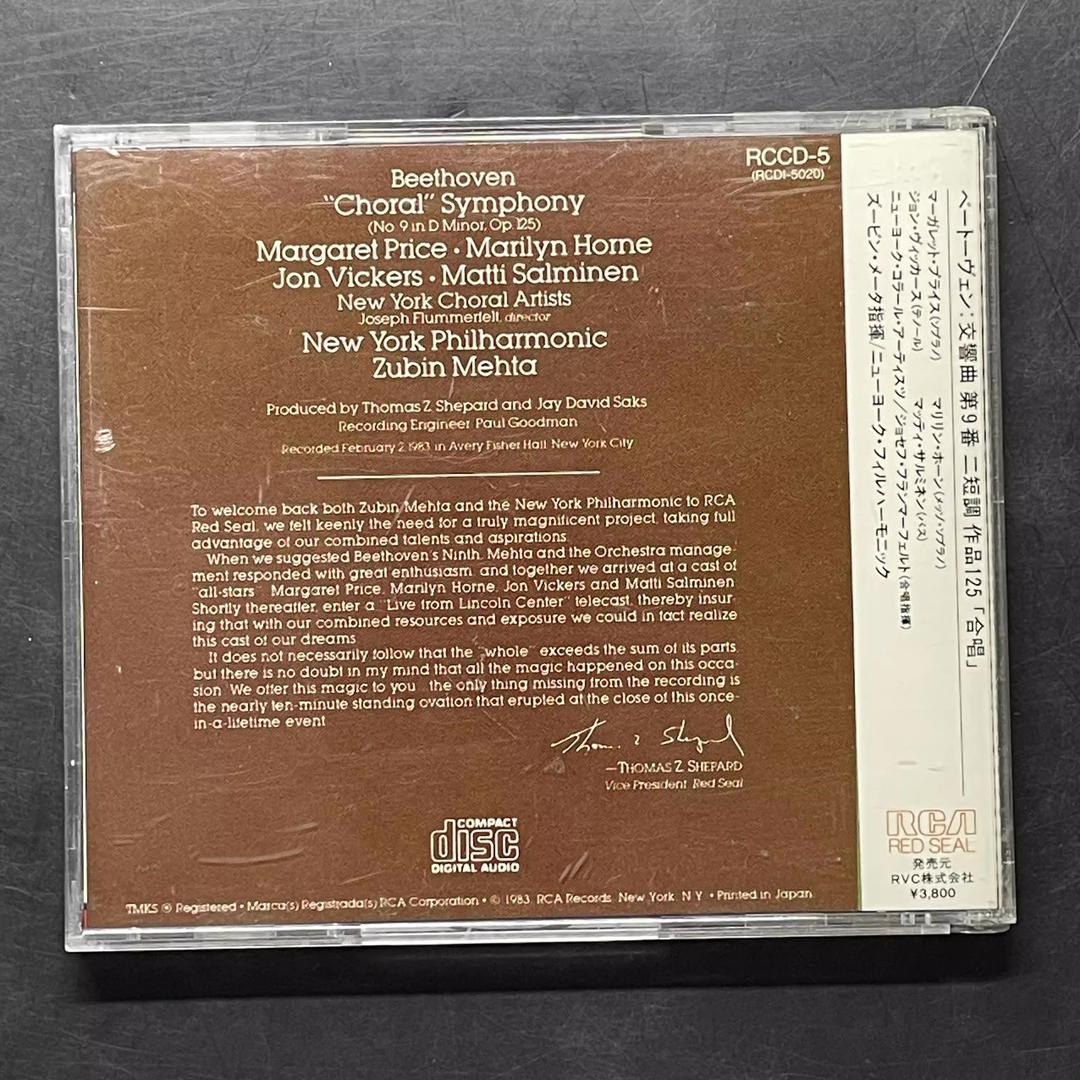 RCCD-5
(RCDI-5020)
Beethoven
"Choral" Symphony
(No. 9 in D Minor, Op. 125)
Margaret Price • Marilyn Horne
Jon Vickers • Matti Salminen
New York Choral Artists
Joseph Flummerfelt, director
New York Philharmonic
Zubin Mehta
Produced by Thomas Z. Shepard and Jay David Saks
Recording Engineer Paul Goodman
Recorded February 2, 1983 in Avery Fisher Hall, New York City
To welcome back both Zubin Mehta and the New York Philharmonic to RCA
Red Seal, we felt keenly the need for a truly magnificent project, taking full
advantage of our combined talents and aspirations.
When we suggested Beethoven's Ninth, Mehta and the Orchestra manage-
ment responded with great enthusiasm, and together we arrived at a cast of
"all-stars" Margaret Price, Marilyn Horne, Jon Vickers and Matti Salminen.
Shortly thereafter, enter a "Live from Lincoln Center" telecast, thereby insur-
ing that with our combined resources and exposure we could in fact realize
this cast of our dreams.
It does not necessarily follow that the "whole" exceeds the sum of its parts,
but there is no doubt in my mind that all the magic happened on this occa-
sion. We offer this magic to you... the only thing missing from the recording is
the nearly ten-minute standing ovation that erupted at the close of this once-
in-a-lifetime event.
Thomas Z. Shepard
—THOMAS Z. SHEPARD
Vice President, Red Seal
COMPACT
disc
DIGITAL AUDIO
TMKS ® Registered • Marca(s) Registrada(s) RCA Corporation • © 1983, RCA Records, New York, N.Y. • Printed in Japan
ベートーヴェン：交響曲 第9番 ニ短調 作品125「合唱」
マーガレット・プライス（ソプラノ） マリリン・ホーン（メッゾ・ソプラノ）
ジョン・ヴィッカース（テノール） マッティ・サルミネン（バス）
ニューヨーク・コラール・アーティスツ／ジョセフ・フランマーフェルト（合唱指揮）
ズービン・メータ指揮／ニューヨーク・フィルハーモニック
RCA
RED SEAL
発売元
RVC株式会社
¥3,800